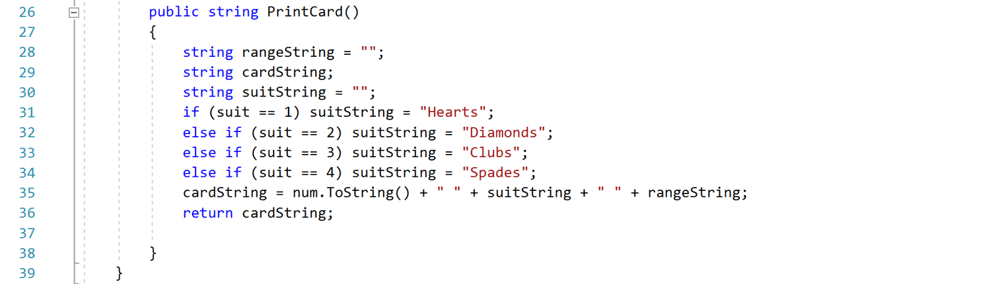 26 public string PrintCard()
27 {
28 string rangeString = "";
29 string cardString;
30 string suitString = "";
31 if (suit == 1) suitString = "Hearts";
32 else if (suit == 2) suitString = "Diamonds";
33 else if (suit == 3) suitString = "Clubs";
34 else if (suit == 4) suitString = "Spades";
35 cardString = num.ToString() + " " + suitString + " " + rangeString;
36 return cardString;
37
38 }
39 }